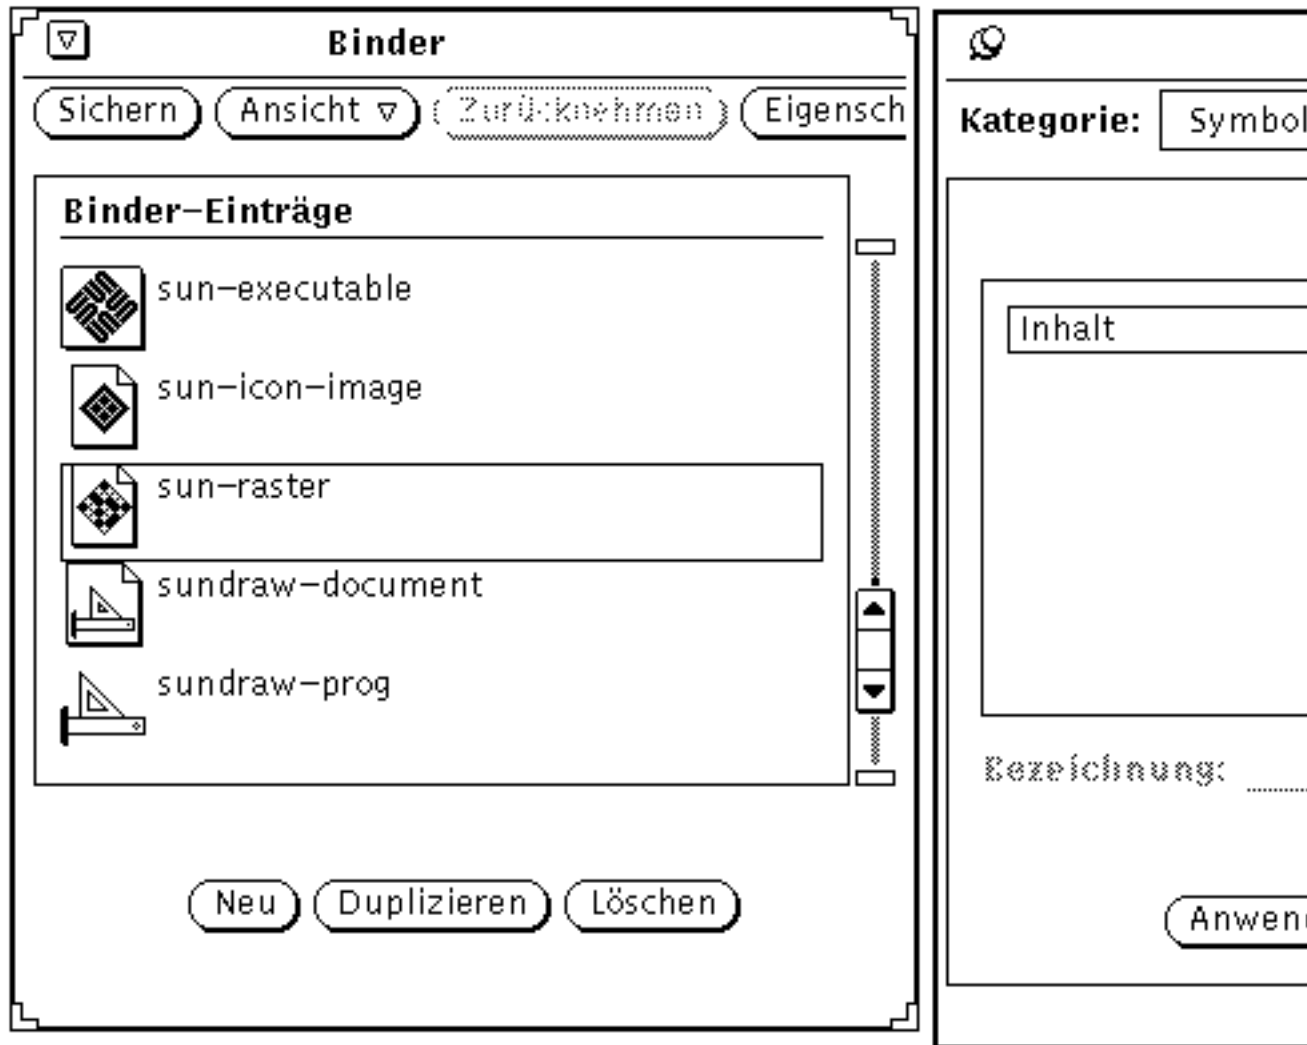 Binder
Sichern Ansicht Zurücknehmen Eigensch
Binder-Einträge
sun-executable
sun-icon-image
sun-raster
sundraw-document
sundraw-prog
Neu Duplizieren Löschen
Kategorie: Symbol
Inhalt
Bezeichnung:
Anwen